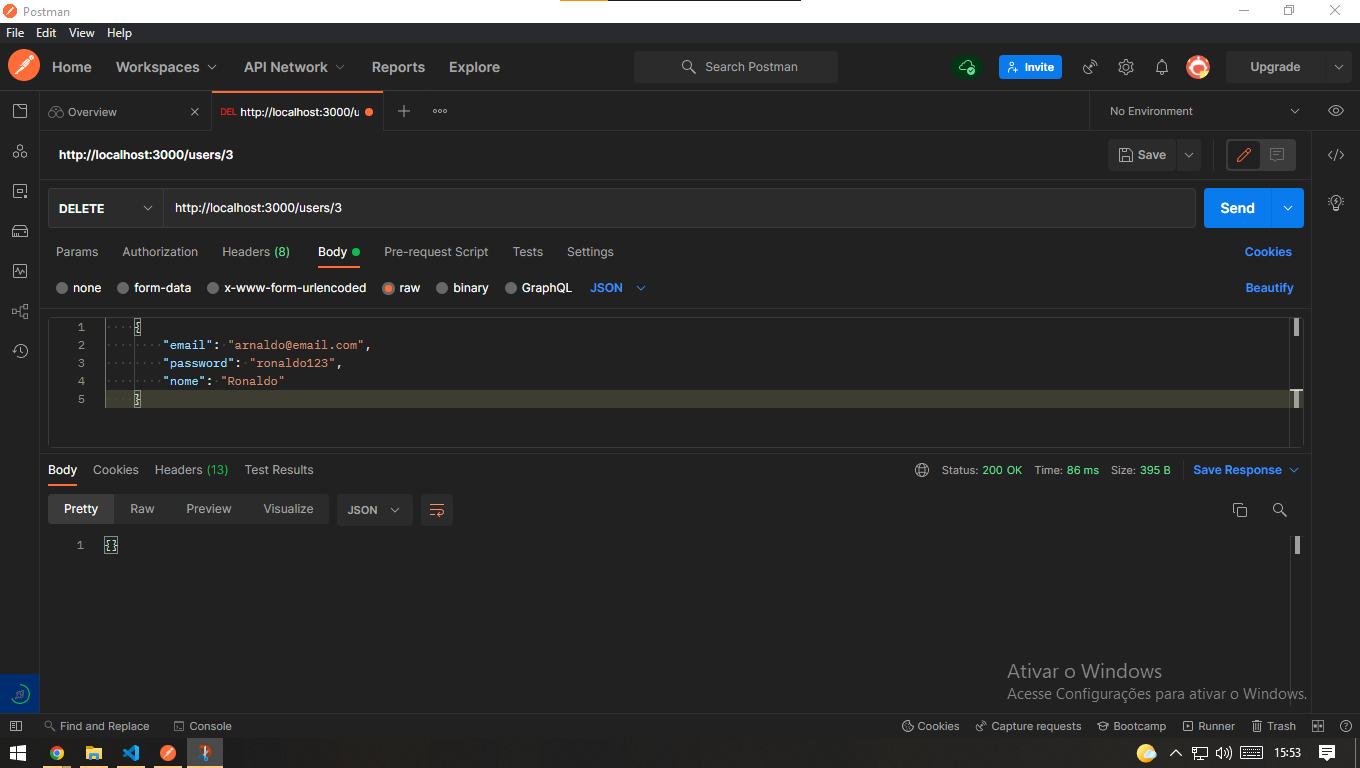 Postman
File Edit View Help
Home Workspaces API Network Reports Explore Search Postman Invite Upgrade
Overview DEL http://localhost:3000/u No Environment
http://localhost:3000/users/3 Save
DELETE http://localhost:3000/users/3 Send
Params Authorization Headers (8) Body Pre-request Script Tests Settings Cookies
none form-data x-www-form-urlencoded raw binary GraphQL JSON Beautify
1 {
2 "email": "arnaldo@email.com",
3 "password": "ronaldo123",
4 "nome": "Ronaldo"
5 }
Body Cookies Headers (13) Test Results Status: 200 OK Time: 86 ms Size: 395 B Save Response
Pretty Raw Preview Visualize JSON
1 {}
Ativar o Windows
Acesse Configurações para ativar o Windows.
Find and Replace Console Cookies Capture requests Bootcamp Runner Trash
15:53